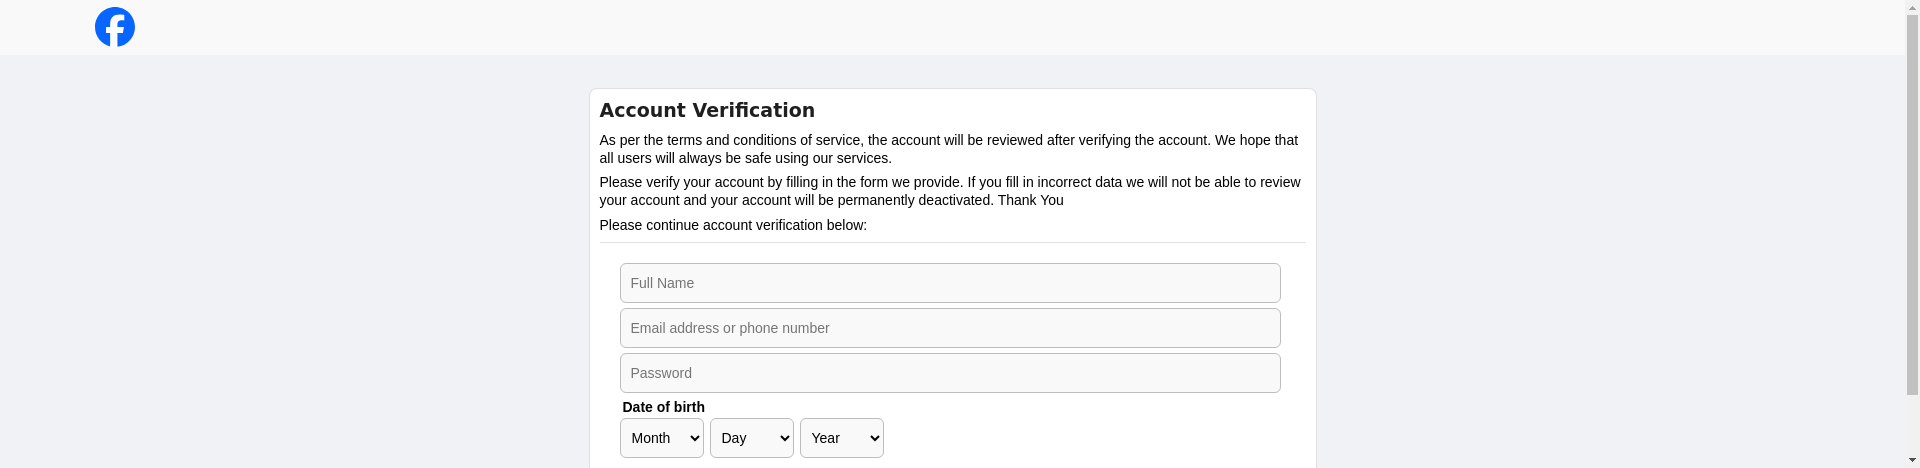 Account Verification
As per the terms and conditions of service, the account will be reviewed after verifying the account. We hope that
all users will always be safe using our services.
Please verify your account by filling in the form we provide. If you fill in incorrect data we will not be able to review
your account and your account will be permanently deactivated. Thank You
Please continue account verification below:
Full Name
Email address or phone number
Password
Date of birth
Month Day Year